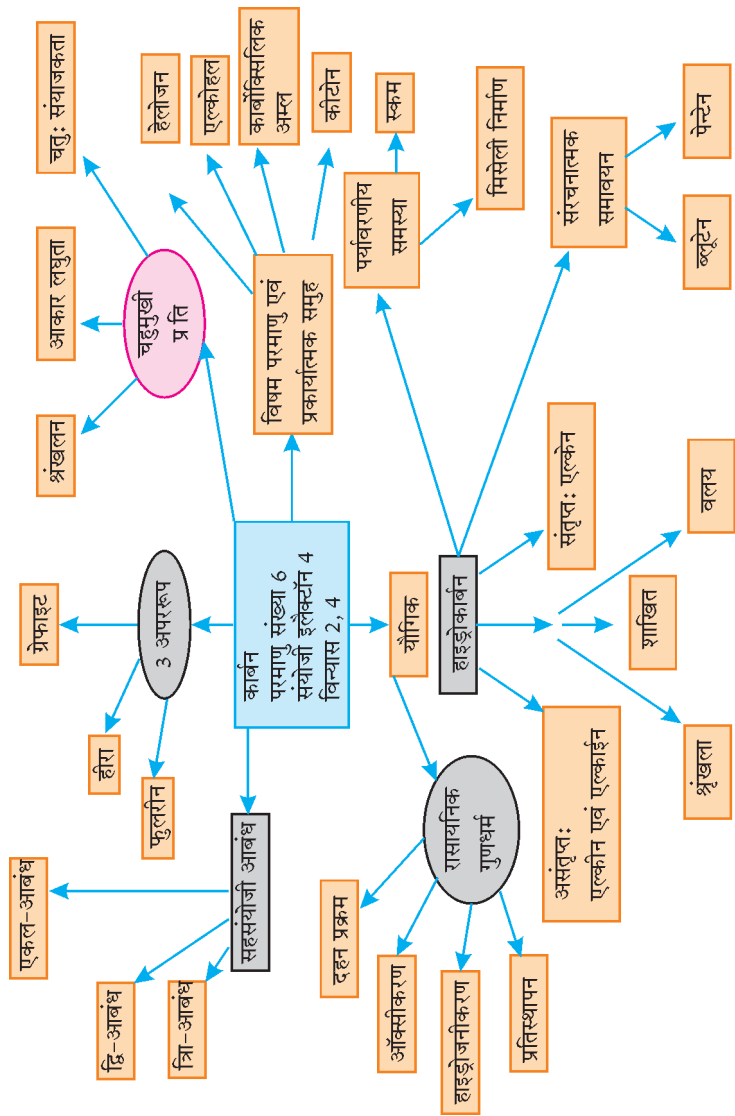 एकल-आबंध
द्वि-आबंध
त्रि-आबंध
सहसंयोजी आबंध
ग्रेफाइट
हीरा
फुलरीन
3 अपररूप
श्रंखलन
आकार लघुता
चतु: संयाजकता
चहुमुखी
प्र ति
कार्बन
परमाणु संख्या 6
संयोजी इलैक्टॉन 4
विन्यास 2, 4
विषम परमाणु एवं
प्रकार्यात्मक समुह
हेलोजन
एल्कोहल
कार्बोक्सिलिक
अम्ल
कीटोन
यौगिक
रासायनिक
गुणधर्म
दहन प्रक्रम
ऑक्सीकरण
हाइड्रोजनीकरण
प्रतिस्थापन
हाइड्रोकार्बन
असंतृप्त:
एल्कीन एवं एल्काईन
संतृप्त: एल्केन
श्रृंखला
शाखित
वलय
पर्यावरणीय
समस्या
स्कम
मिसेली निर्माण
संरचनात्मक
समावयन
ब्लूटेन
पेन्टेन